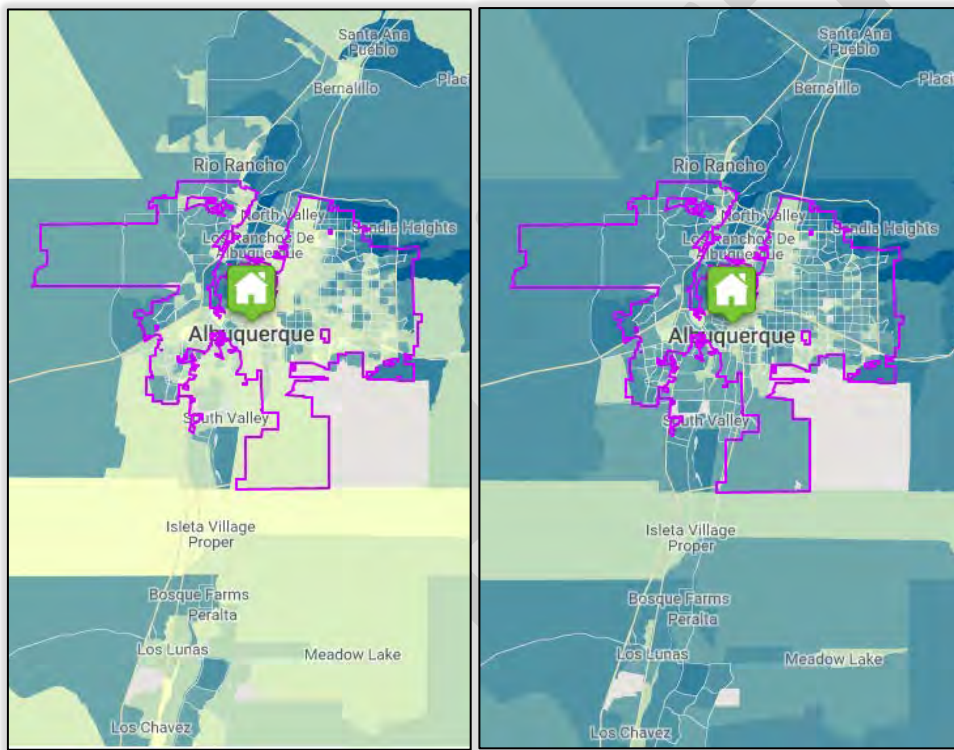 Santa Ana
Pueblo
Bernalillo
Placi
Rio Rancho
North Valley
Sandia Heights
Los Ranchos De
Albuquerque
Albuquerque
South Valley
Isleta Village
Proper
Bosque Farms
Peralta
Los Lunas
Meadow Lake
Los Chavez
Santa Ana
Pueblo
Bernalillo
Placi
Rio Rancho
North Valley
Sandia Heights
Los Ranchos De
Albuquerque
Albuquerque
South Valley
Isleta Village
Proper
Bosque Farms
Peralta
Los Lunas
Meadow Lake
Los Chavez